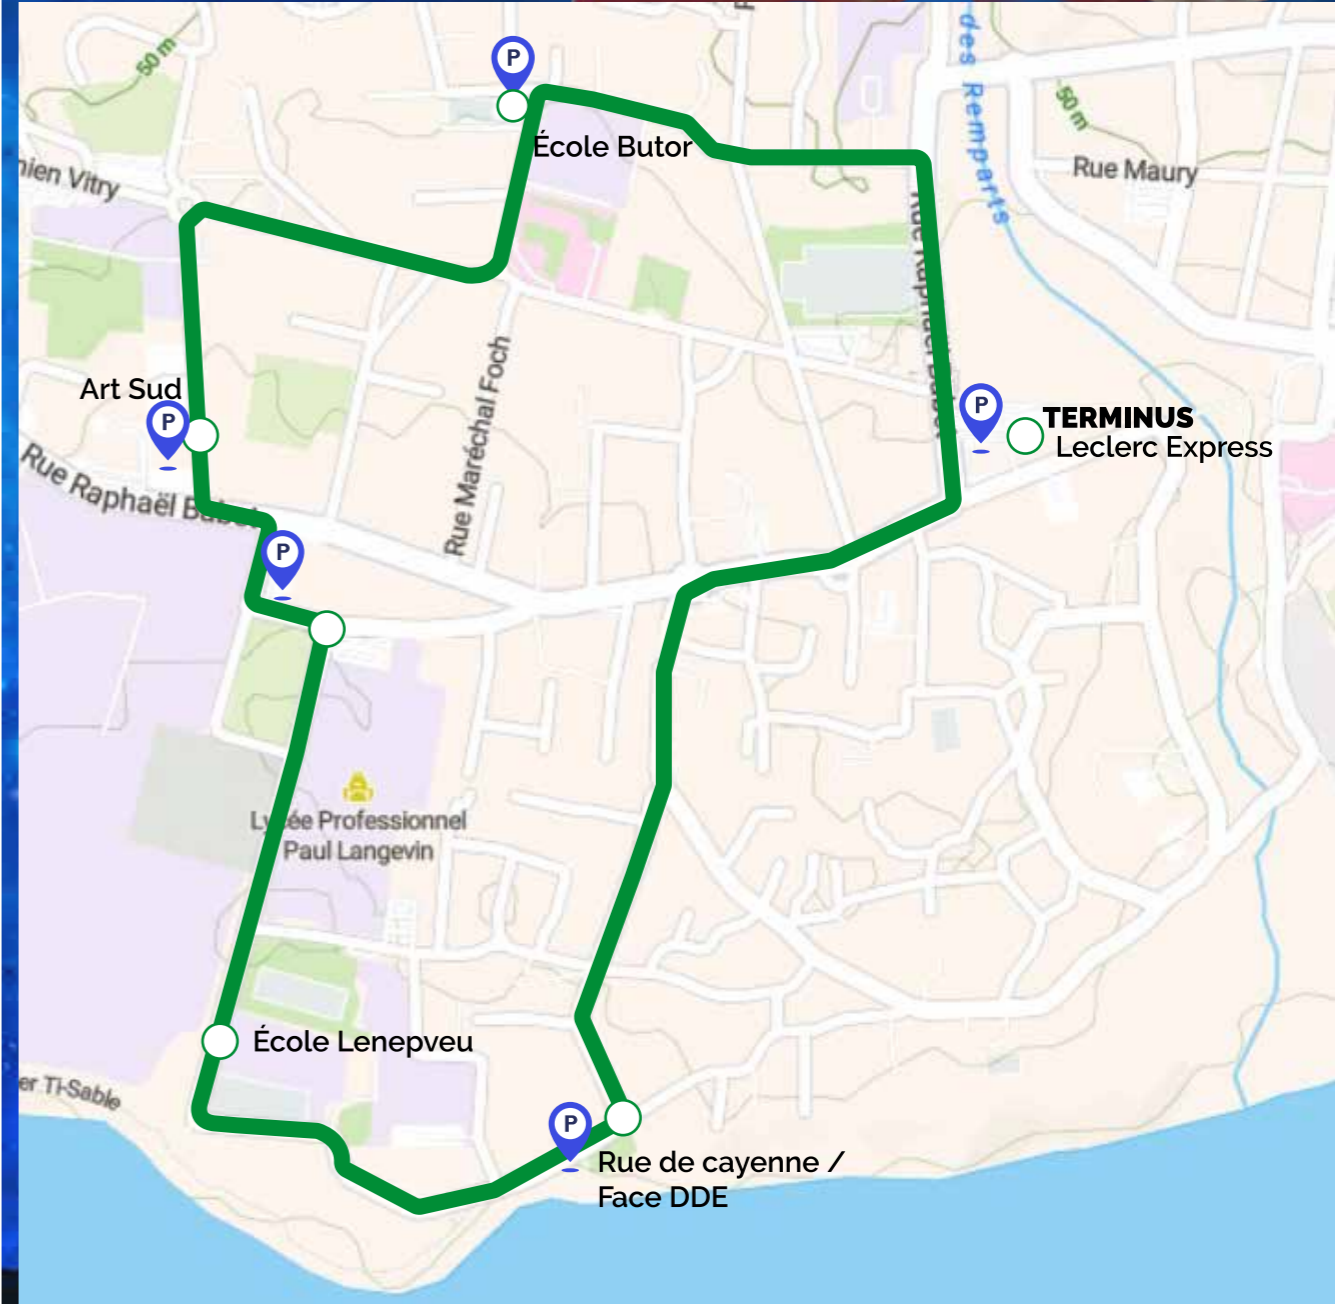 50 m
P
des Remparts
50 m
École Butor
Rue Maury
Vitry
Art Sud
P
Rue Maréchal Foch
P
TERMINUS
Leclerc Express
Rue Raphaël Babet
P
Lycée Professionnel
Paul Langevin
École Lenepveu
Ti-Sable
P
Rue de cayenne /
Face DDE